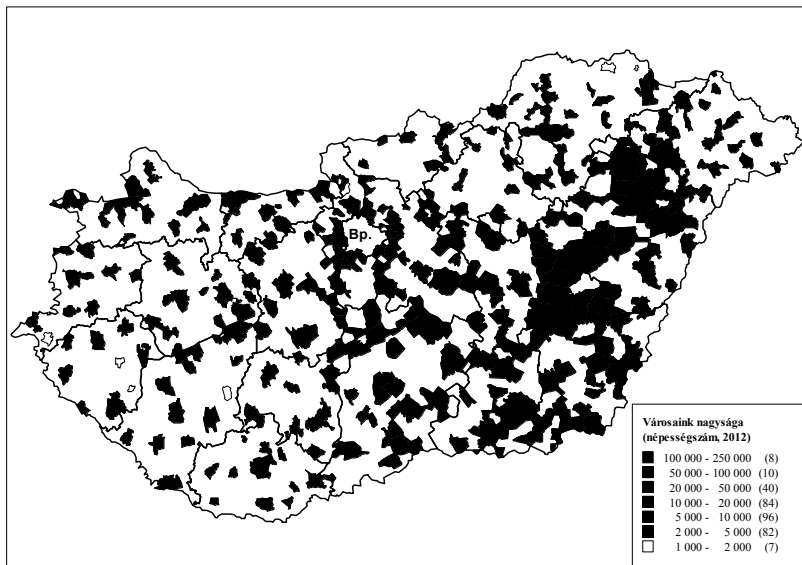 Bp.
Városaink nagysága
(népességszám, 2012)
100 000 - 250 000 (8)
50 000 - 100 000 (10)
20 000 - 50 000 (40)
10 000 - 20 000 (84)
5 000 - 10 000 (96)
2 000 - 5 000 (82)
1 000 - 2 000 (7)